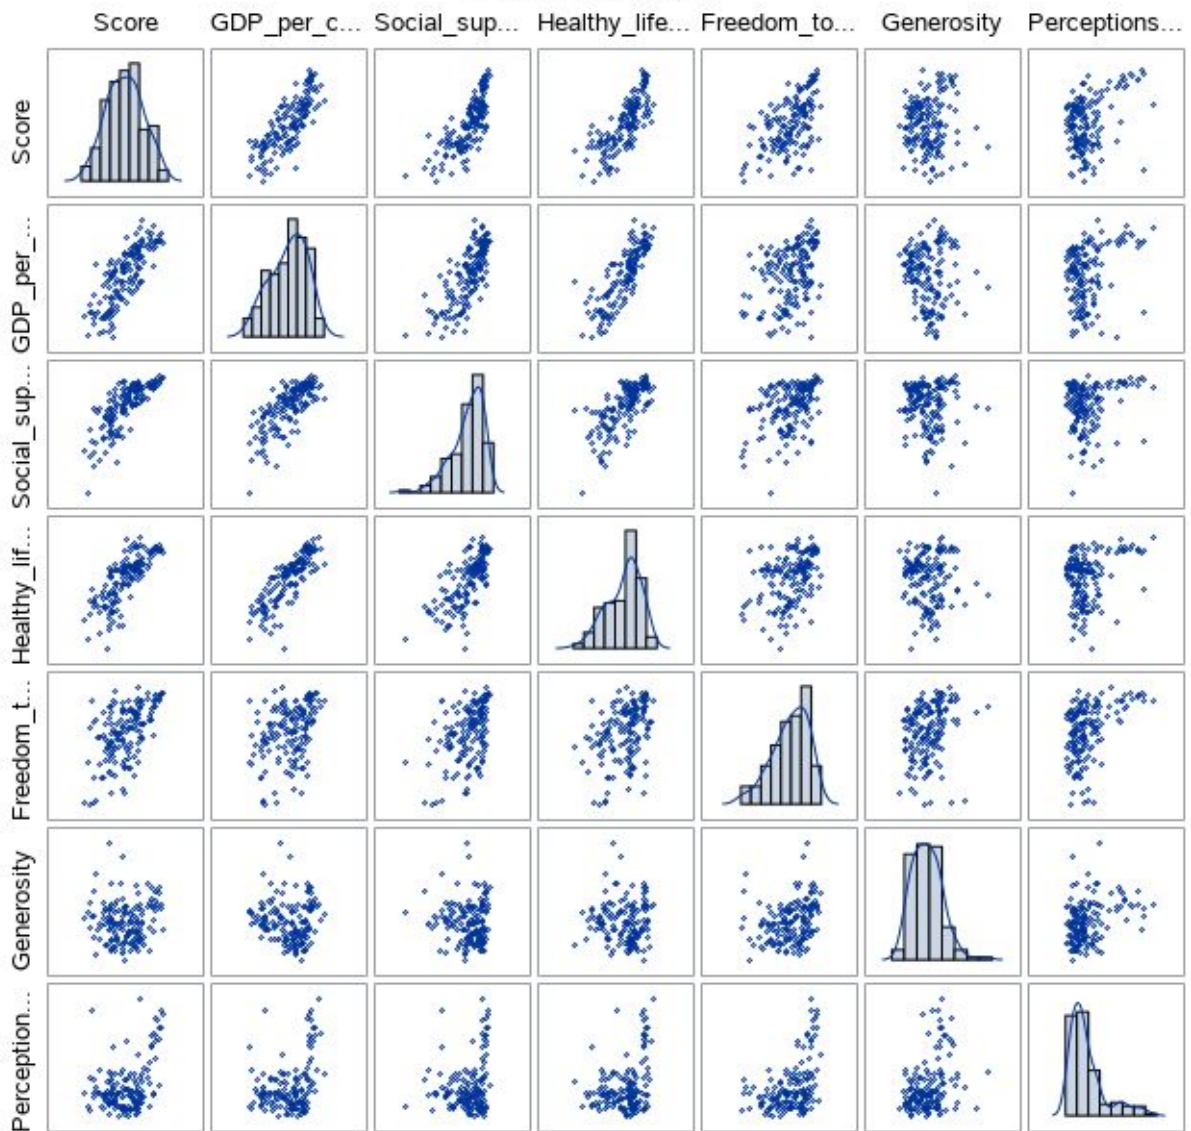 Score GDP_per_c... Social_sup... Healthy_life... Freedom_to... Generosity Perceptions...
Score
GDP_per_...
Social_sup...
Healthy_lif...
Freedom_t...
Generosity
Perception...